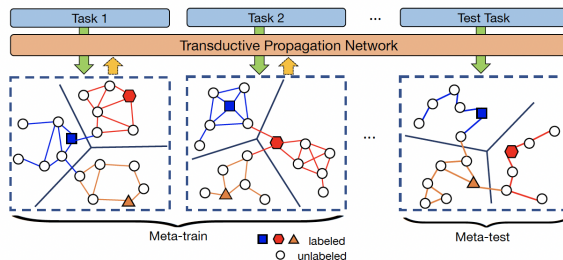 Task 1
Task 2
...
Test Task
Transductive Propagation Network
...
Meta-train
Meta-test
labeled
unlabeled